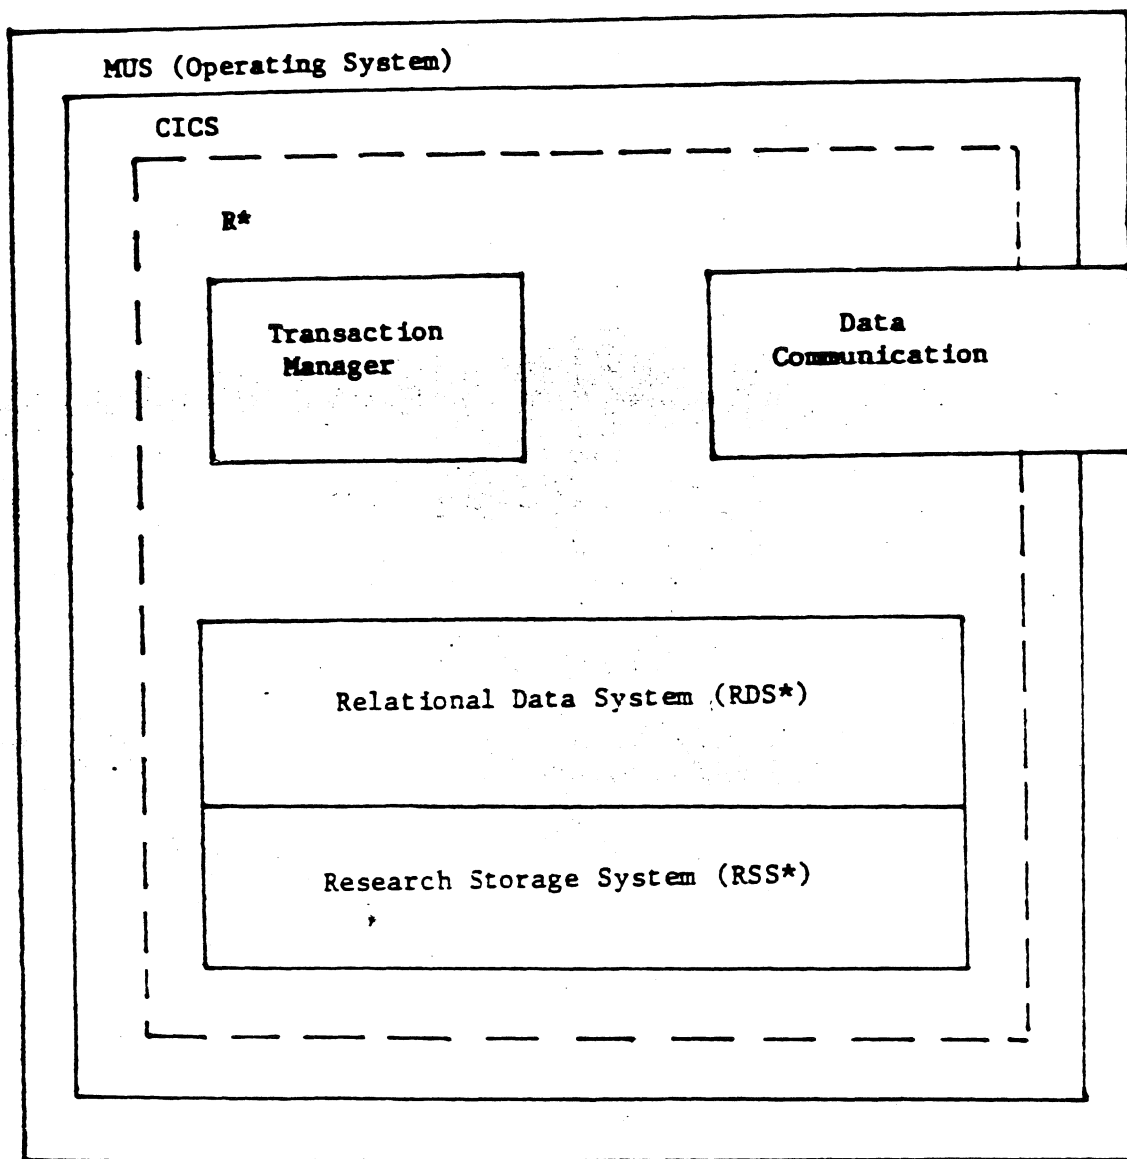 MUS (Operating System)
CICS
R*
Transaction
Manager
Data
Communication
Relational Data System (RDS*)
Research Storage System (RSS*)